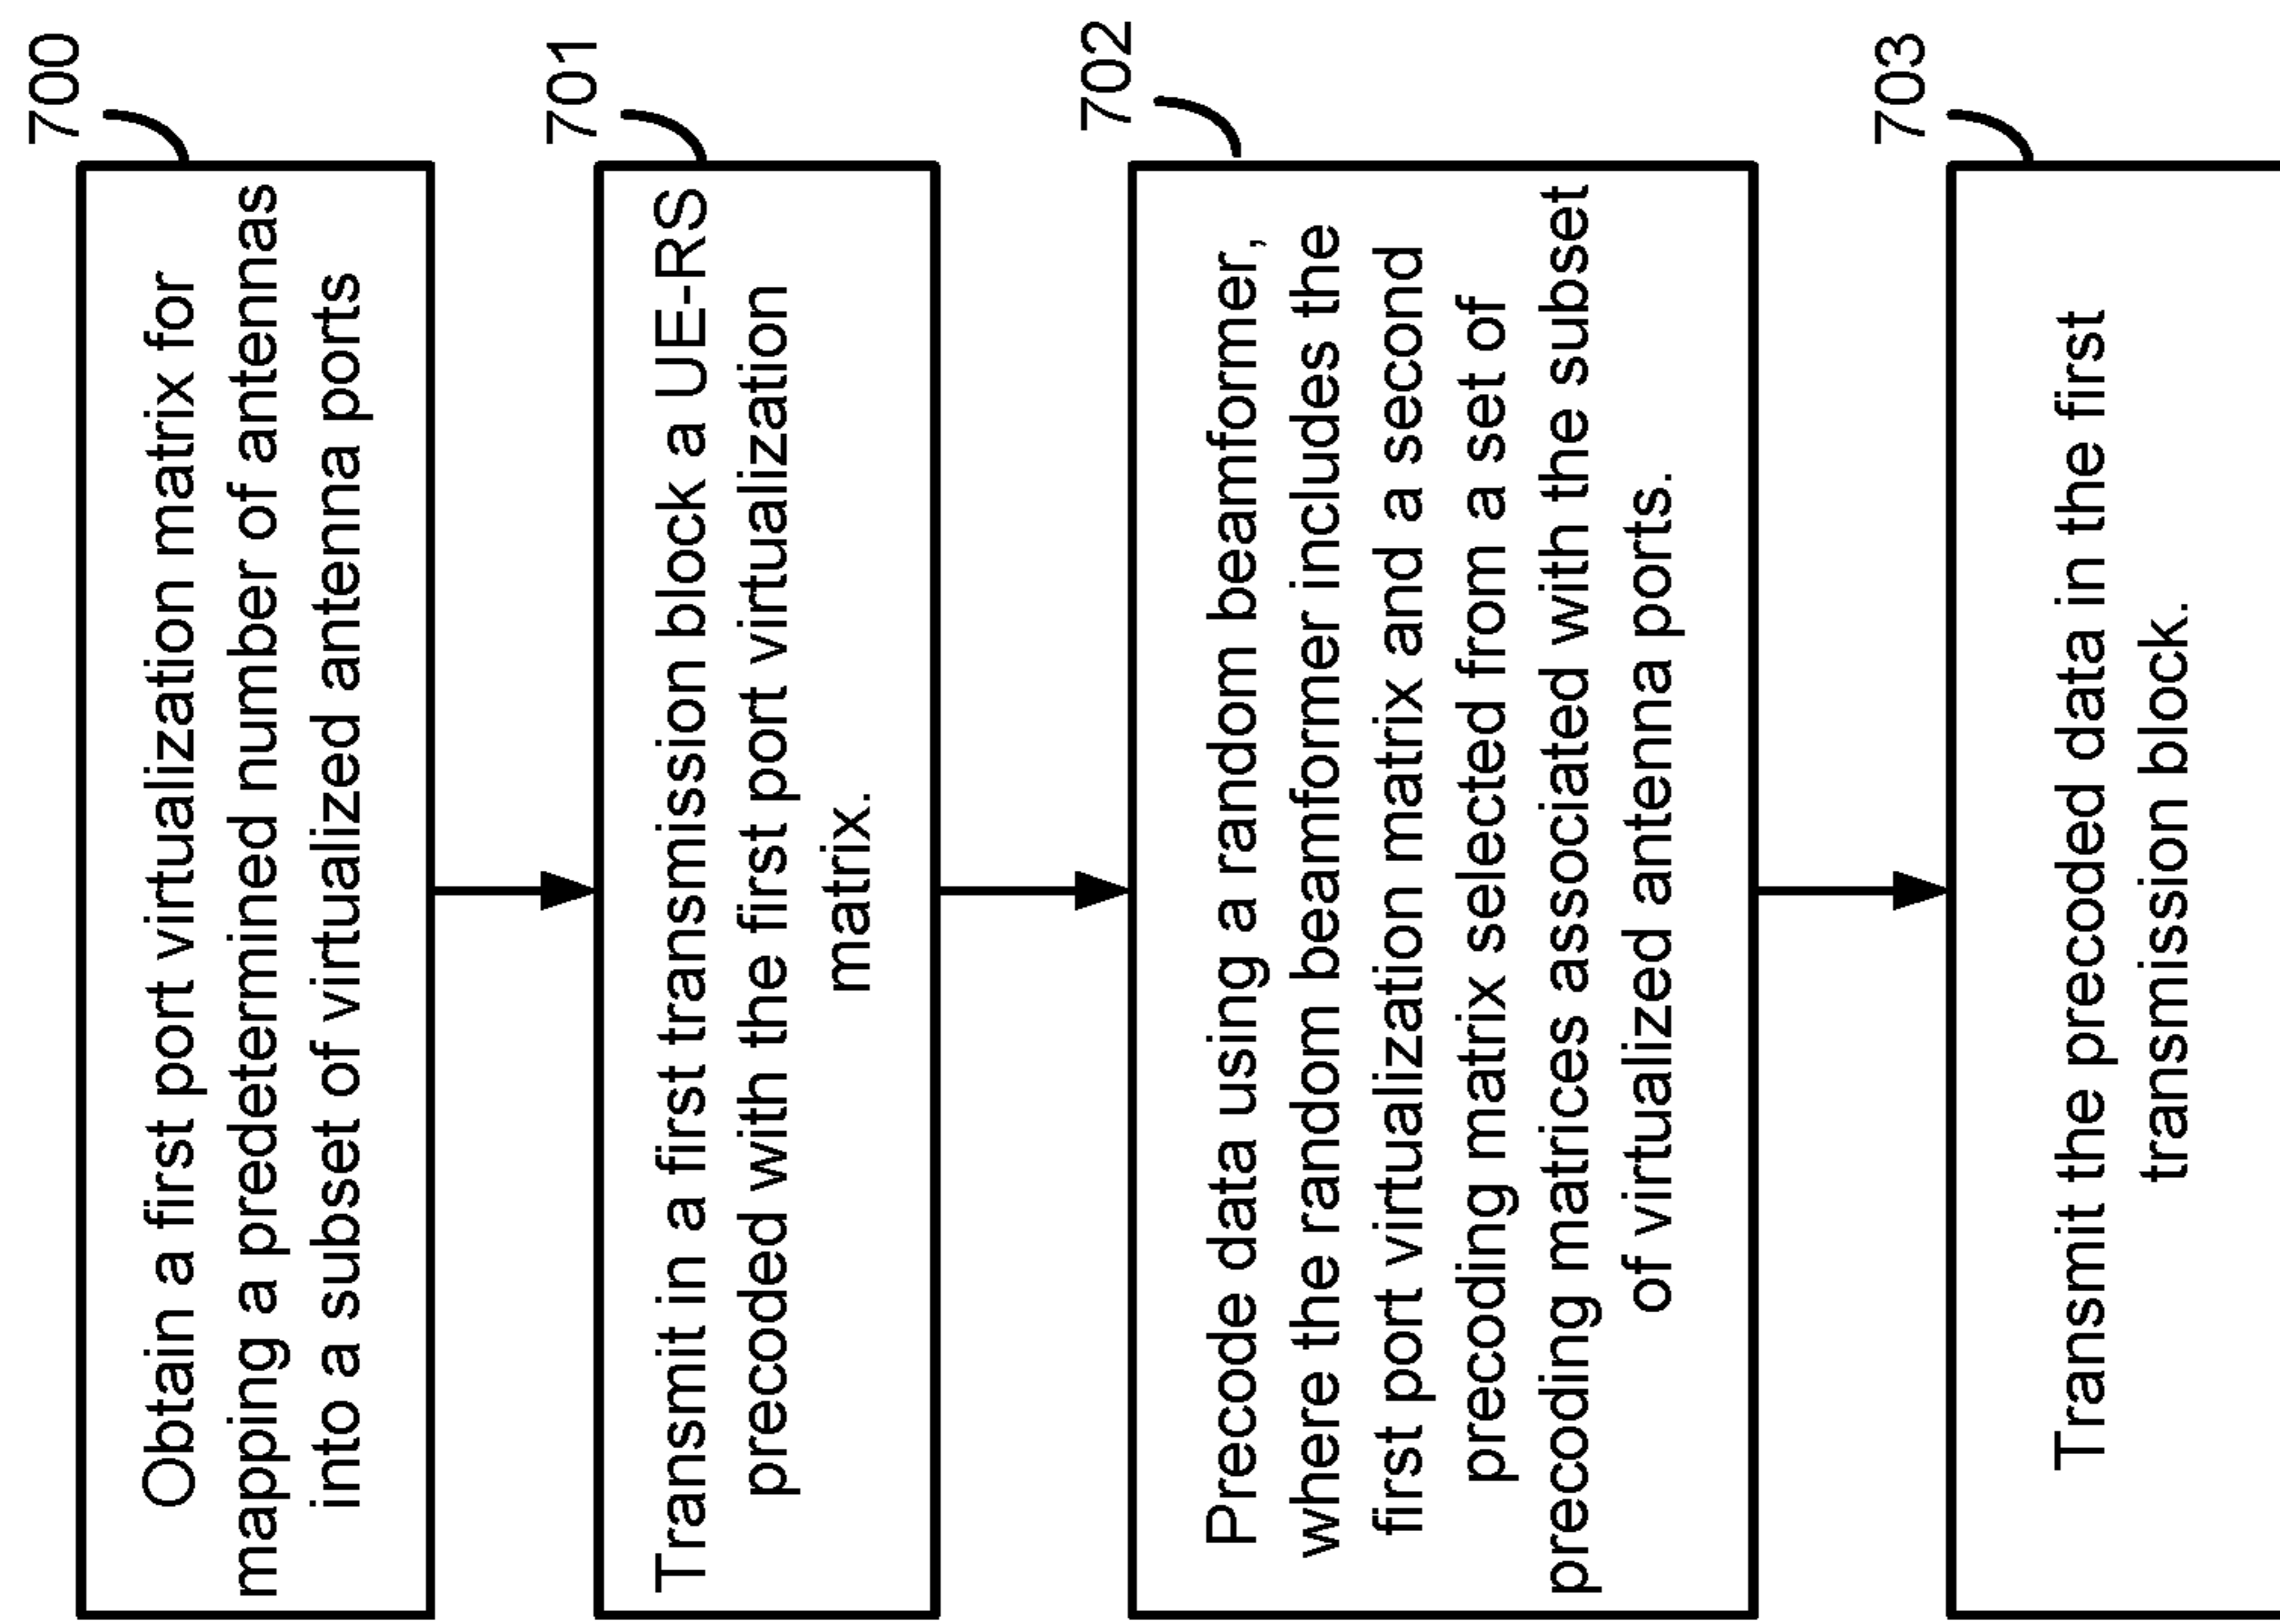 700
Obtain a first port virtualization matrix for
mapping a predetermined number of antennas
into a subset of virtualized antenna ports
701
Transmit in a first transmission block a UE-RS
precoded with the first port virtualization
matrix.
702
Precode data using a random beamformer,
where the random beamformer includes the
first port virtualization matrix and a second
precoding matrix selected from a set of
precoding matrices associated with the subset
of virtualized antenna ports.
703
Transmit the precoded data in the first
transmission block.